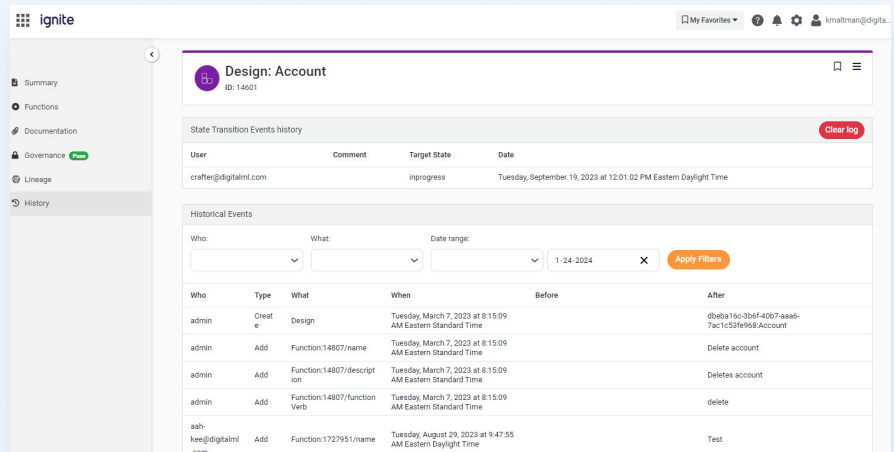 ignite
My Favorites
kmaltman@digita...
Summary
Functions
Documentation
Governance Pass
Lineage
History
Design: Account
ID: 14601
State Transition Events history
Clear log
User Comment Target State Date
crafter@digitalml.com inprogress Tuesday, September 19, 2023 at 12:01:02 PM Eastern Daylight Time
Historical Events
Who: What: Date range:
1-24-2024
Apply Filters
Who Type What When Before After
admin Creat Design Tuesday, March 7, 2023 at 8:15:09 dbeba16c-3b6f-40b7-aaa6-
e AM Eastern Standard Time 7ac1c53fe968:Account
admin Add Function:14807/name Tuesday, March 7, 2023 at 8:15:09 Delete account
AM Eastern Standard Time
admin Add Function:14807/descript Tuesday, March 7, 2023 at 8:15:09 Deletes account
ion AM Eastern Standard Time
admin Add Function:14807/function Tuesday, March 7, 2023 at 8:15:09 delete
Verb AM Eastern Standard Time
aah-
kee@digitalml Add Function:1727951/name Tuesday, August 29, 2023 at 9:47:55 Test
.com AM Eastern Daylight Time